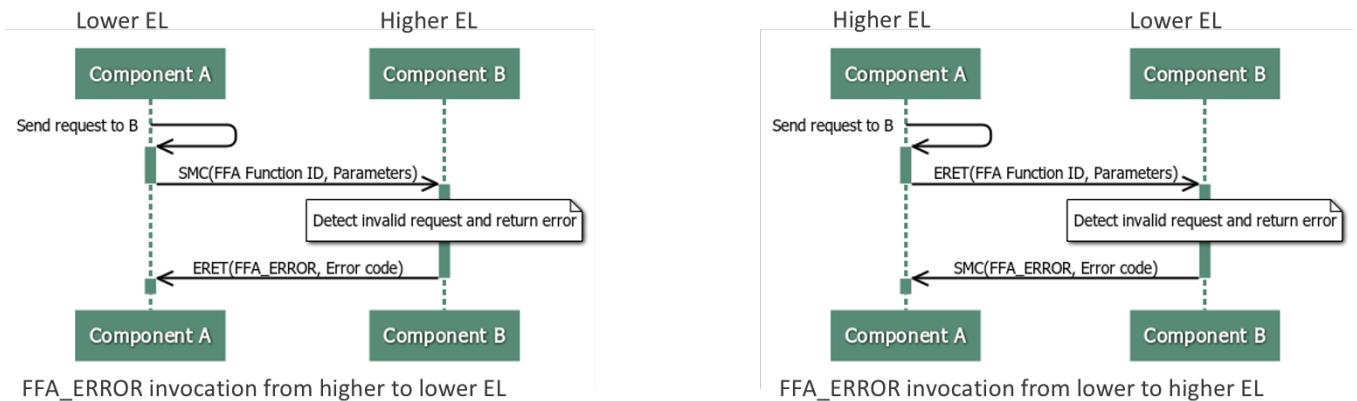 Lower EL
Higher EL
Component A
Component B
Send request to B
SMC(FFA Function ID, Parameters)
Detect invalid request and return error
ERET(FFA_ERROR, Error code)
Component A
Component B
FFA_ERROR invocation from higher to lower EL
Higher EL
Lower EL
Component A
Component B
Send request to B
ERET(FFA Function ID, Parameters)
Detect invalid request and return error
SMC(FFA_ERROR, Error code)
Component A
Component B
FFA_ERROR invocation from lower to higher EL